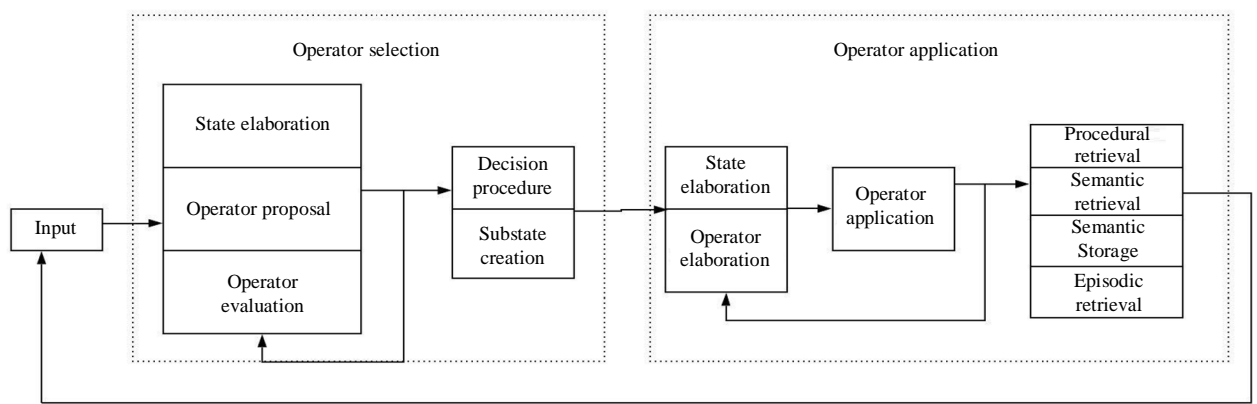 Operator selection
Operator application
State elaboration
Operator proposal
Operator
evaluation
Input
Decision
procedure
Substate
creation
State
elaboration
Operator
elaboration
Operator
application
Procedural
retrieval
Semantic
retrieval
Semantic
Storage
Episodic
retrieval